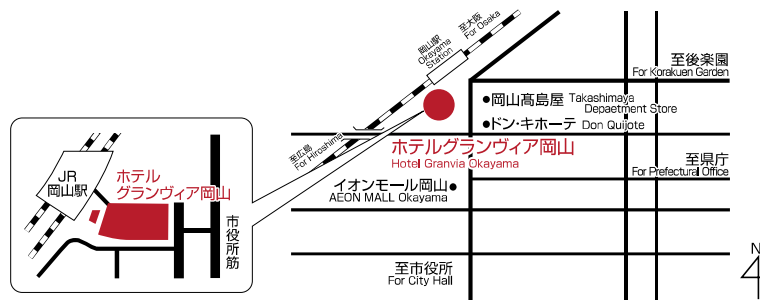 至大阪
For Osaka
岡山駅
Okayama
Station
至後楽園
For Korakuen Garden
●岡山髙島屋 Takashimaya
Depaetment Store
●ドン・キホーテ Don Quijote
至広島
For Hiroshima
ホテルグランヴィア岡山
Hotel Granvia Okayama
至県庁
For Prefectural Office
イオンモール岡山●
AEON MALL Okayama
至市役所
For City Hall
N
JR
岡山駅
ホテル
グランヴィア岡山
市役所筋